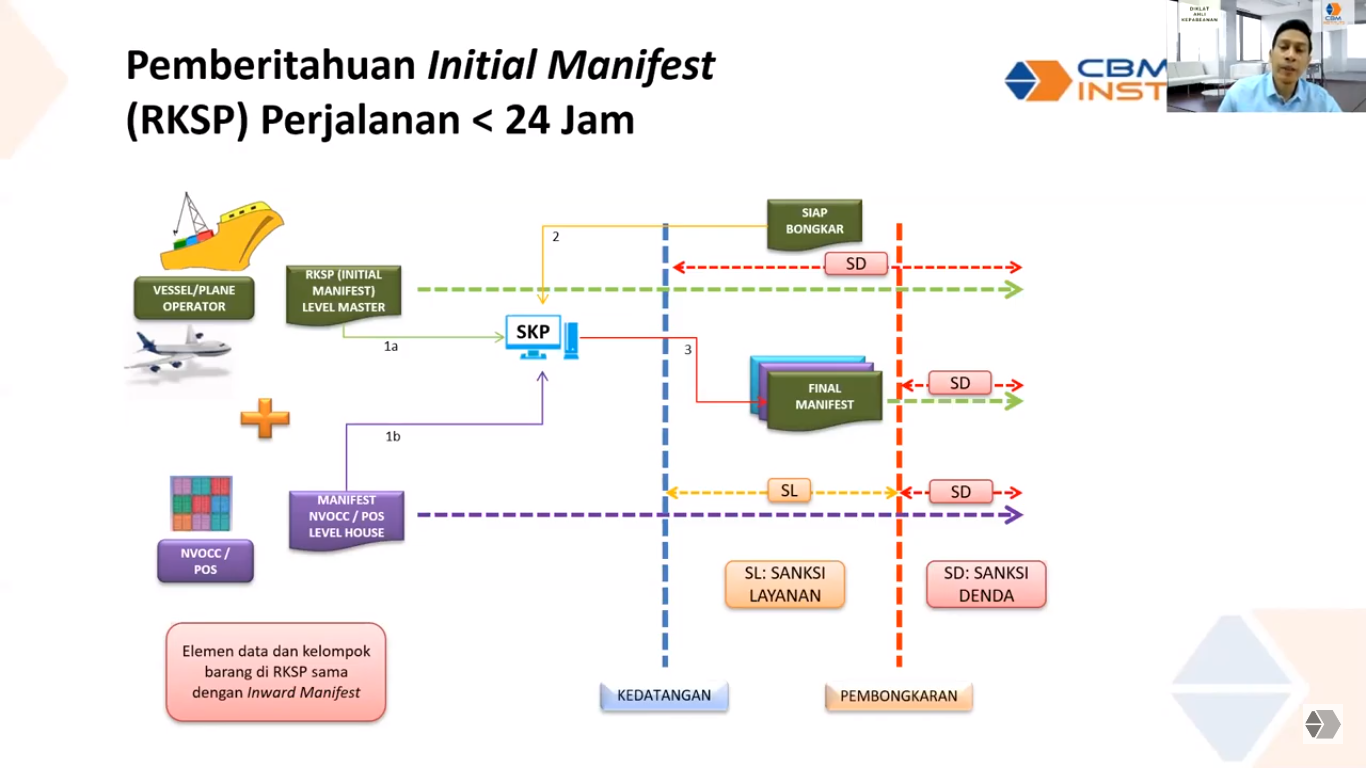 Pemberitahuan Initial Manifest
(RKSP) Perjalanan < 24 Jam
CBM
INST
DIKLAT
AHLI
KEPABEANAN
CBM
SIAP
BONGKAR
2
SD
RKSP (INITIAL
MANIFEST)
LEVEL MASTER
VESSEL/PLANE
OPERATOR
SKP
1a
3
FINAL
MANIFEST
SD
1b
MANIFEST
NVOCC / POS
LEVEL HOUSE
SL
SD
NVOCC /
POS
SL: SANKSI
LAYANAN
SD: SANKSI
DENDA
Elemen data dan kelompok
barang di RKSP sama
dengan Inward Manifest
KEDATANGAN
PEMBONGKARAN